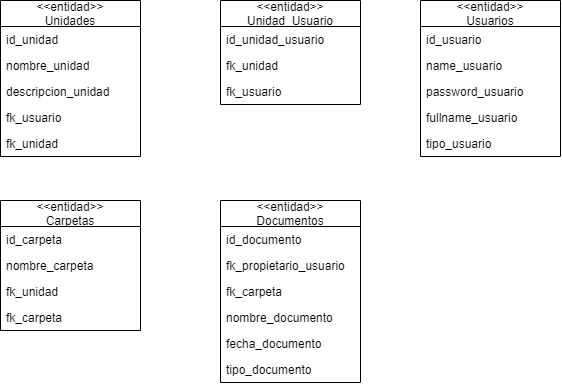 <<entidad>>
Unidades
id_unidad
nombre_unidad
descripcion_unidad
fk_usuario
fk_unidad
<<entidad>>
Unidad_Usuario
id_unidad_usuario
fk_unidad
fk_usuario
<<entidad>>
Usuarios
id_usuario
name_usuario
password_usuario
fullname_usuario
tipo_usuario
<<entidad>>
Carpetas
id_carpeta
nombre_carpeta
fk_unidad
fk_carpeta
<<entidad>>
Documentos
id_documento
fk_propietario_usuario
fk_carpeta
nombre_documento
fecha_documento
tipo_documento